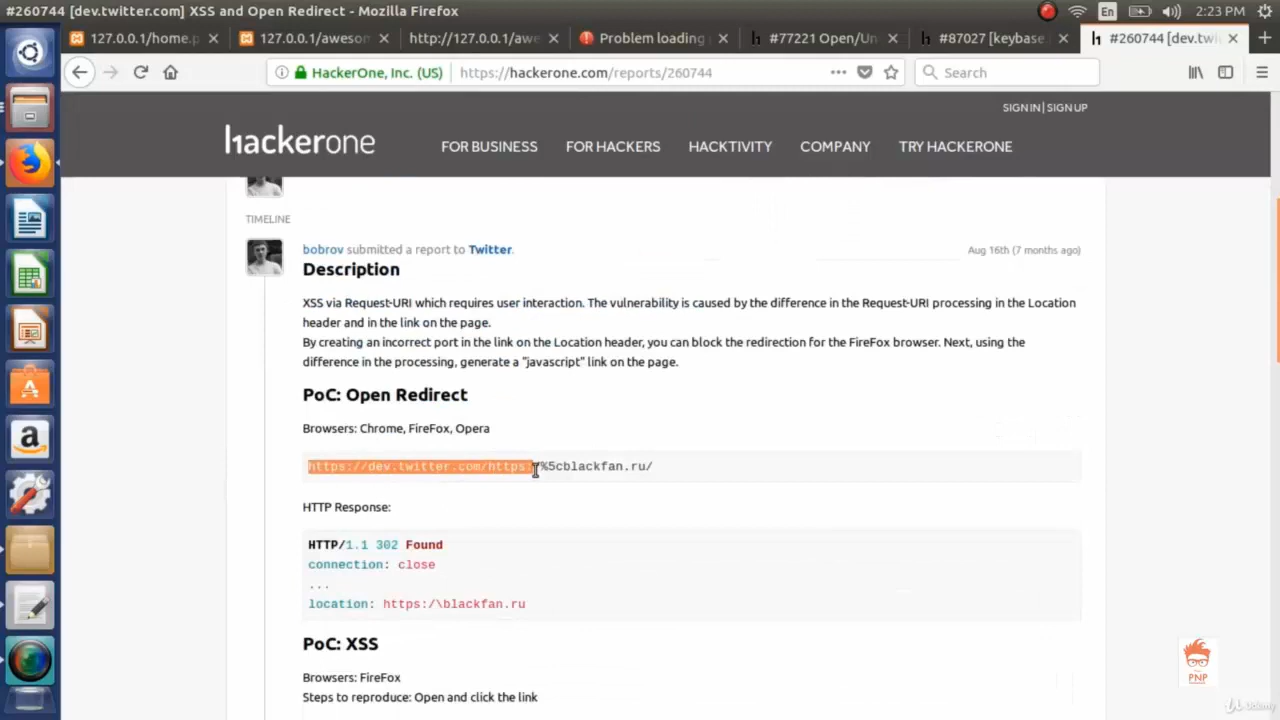 #260744 [dev.twitter.com] XSS and Open Redirect - Mozilla Firefox
En
2:23 PM
127.0.0.1/home.p
127.0.0.1/awesom
http://127.0.0.1/awe
Problem loading
#77221 Open/Un
#87027 [keybase
#260744 [dev.twi
HackerOne, Inc. (US)
https://hackerone.com/reports/260744
Search
SIGN IN | SIGN UP
hackerone
FOR BUSINESS
FOR HACKERS
HACKTIVITY
COMPANY
TRY HACKERONE
TIMELINE
bobrov submitted a report to Twitter.
Aug 16th (7 months ago)
Description
XSS via Request-URI which requires user interaction. The vulnerability is caused by the difference in the Request-URI processing in the Location
header and in the link on the page.
By creating an incorrect port in the link on the Location header, you can block the redirection for the FireFox browser. Next, using the
difference in the processing, generate a "javascript" link on the page.
PoC: Open Redirect
Browsers: Chrome, FireFox, Opera
https://dev.twitter.com/https:/%5cblackfan.ru/
HTTP Response:
HTTP/1.1 302 Found
connection: close
...
location: https:/\blackfan.ru
PoC: XSS
Browsers: FireFox
Steps to reproduce: Open and click the link
PNP
Udemy